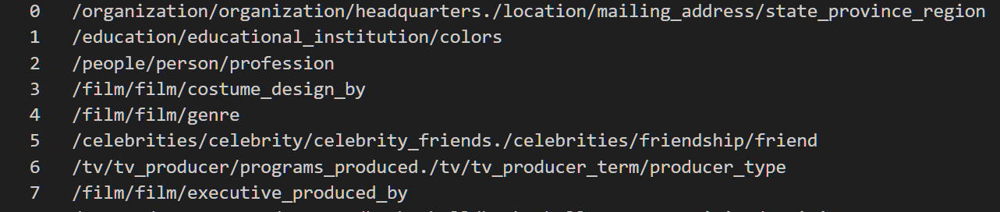 0 /organization/organization/headquarters./location/mailing_address/state_province_region
1 /education/educational_institution/colors
2 /people/person/profession
3 /film/film/costume_design_by
4 /film/film/genre
5 /celebrities/celebrity/celebrity_friends./celebrities/friendship/friend
6 /tv/tv_producer/programs_produced./tv/tv_producer_term/producer_type
7 /film/film/executive_produced_by